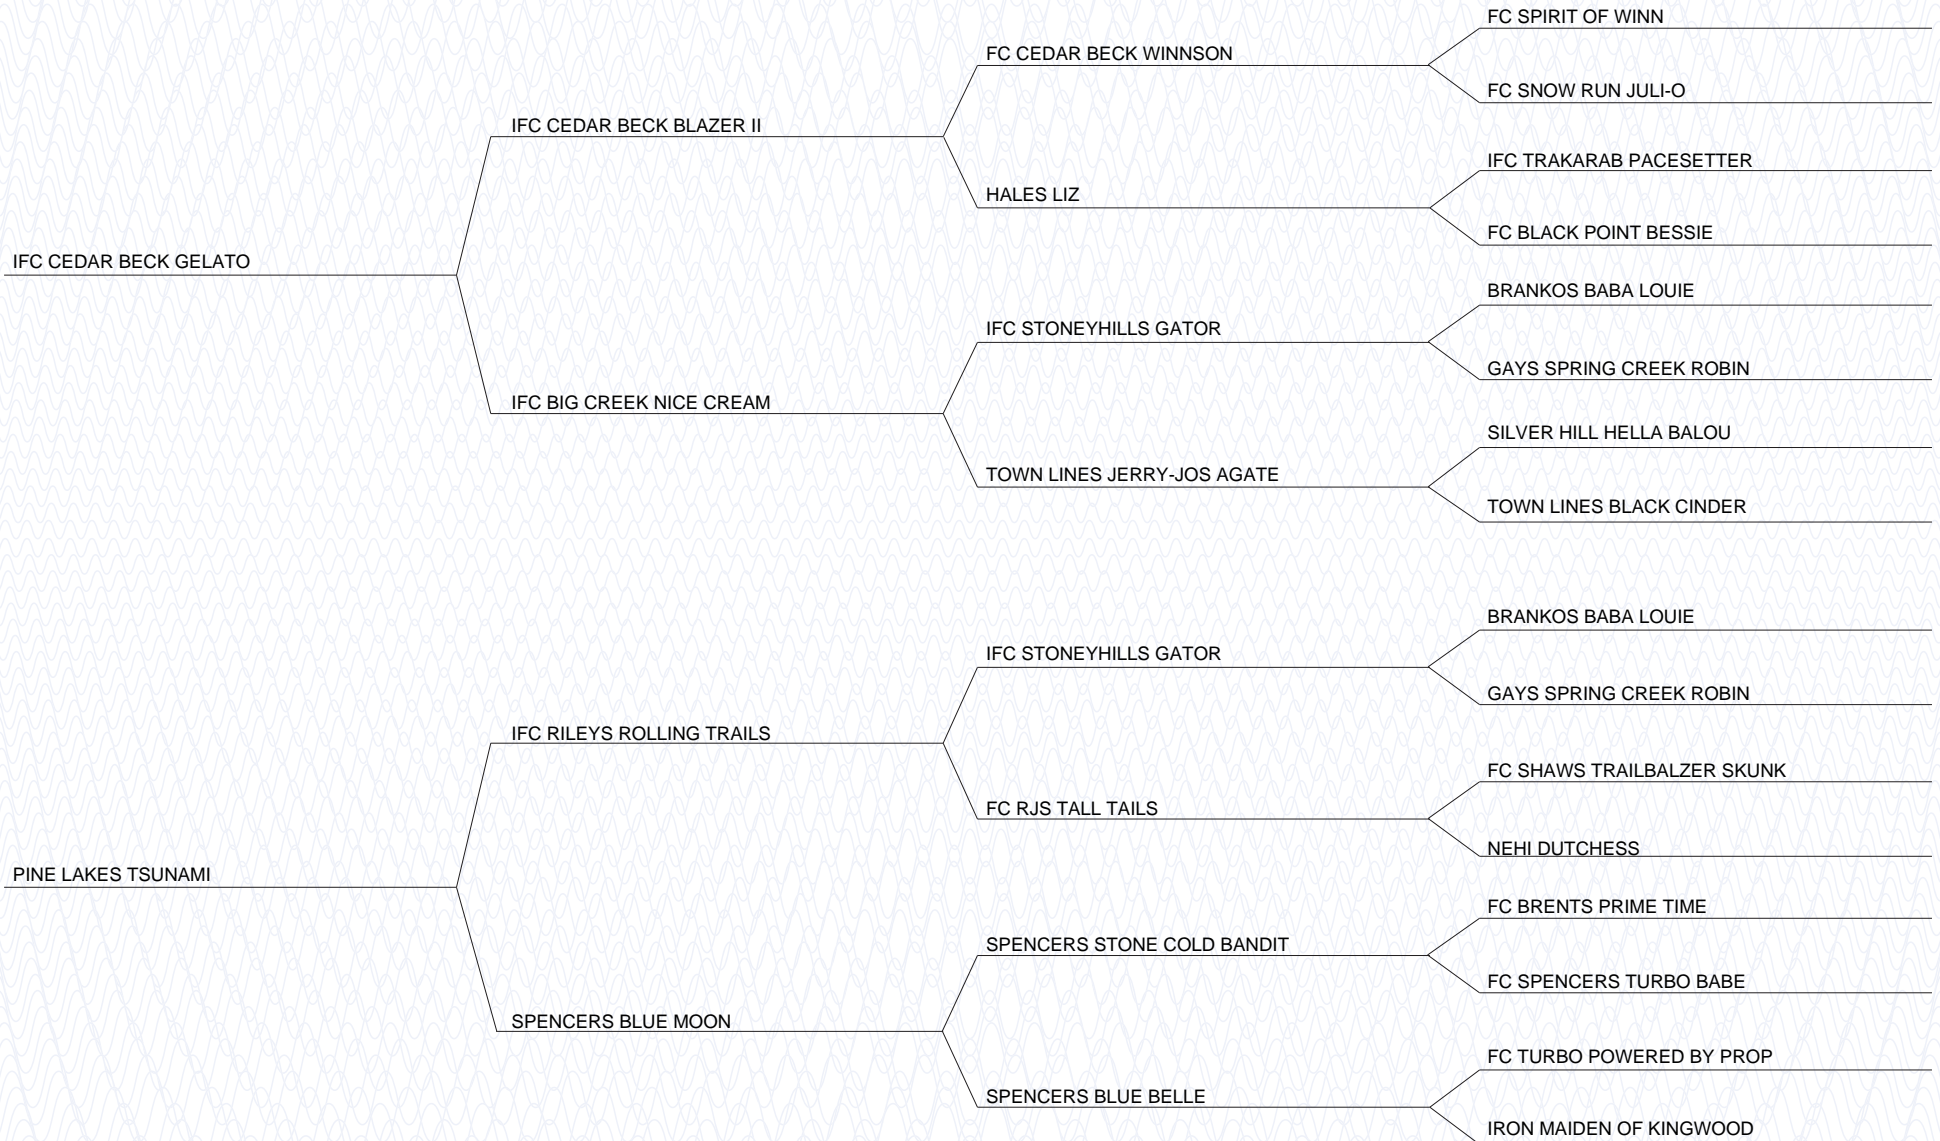 FC SPIRIT OF WINN
FC CEDAR BECK WINNSON
FC SNOW RUN JULI-O
IFC CEDAR BECK BLAZER II
IFC TRAKARAB PACESETTER
HALES LIZ
FC BLACK POINT BESSIE
IFC CEDAR BECK GELATO
BRANKOS BABA LOUIE
IFC STONEYHILLS GATOR
GAYS SPRING CREEK ROBIN
IFC BIG CREEK NICE CREAM
SILVER HILL HELLA BALOU
TOWN LINES JERRY-JOS AGATE
TOWN LINES BLACK CINDER
BRANKOS BABA LOUIE
IFC STONEYHILLS GATOR
GAYS SPRING CREEK ROBIN
IFC RILEYS ROLLING TRAILS
FC SHAWS TRAILBALZER SKUNK
FC RJS TALL TAILS
NEHI DUTCHESS
PINE LAKES TSUNAMI
FC BRENTS PRIME TIME
SPENCERS STONE COLD BANDIT
FC SPENCERS TURBO BABE
SPENCERS BLUE MOON
FC TURBO POWERED BY PROP
SPENCERS BLUE BELLE
IRON MAIDEN OF KINGWOOD